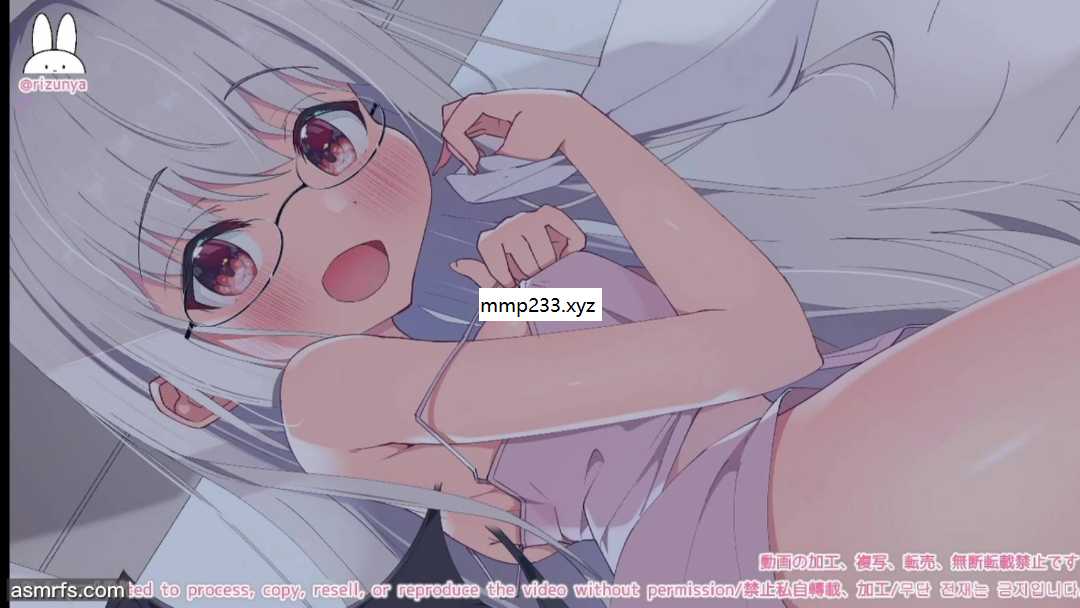 @rizunya
mmp233.xyz
動画の加工、複写、転売、無断転載禁止です
asmrfs.com
ed to process, copy, resell, or reproduce the video without permission/禁止私自轉載、加工/무단 전재는 금지입니다